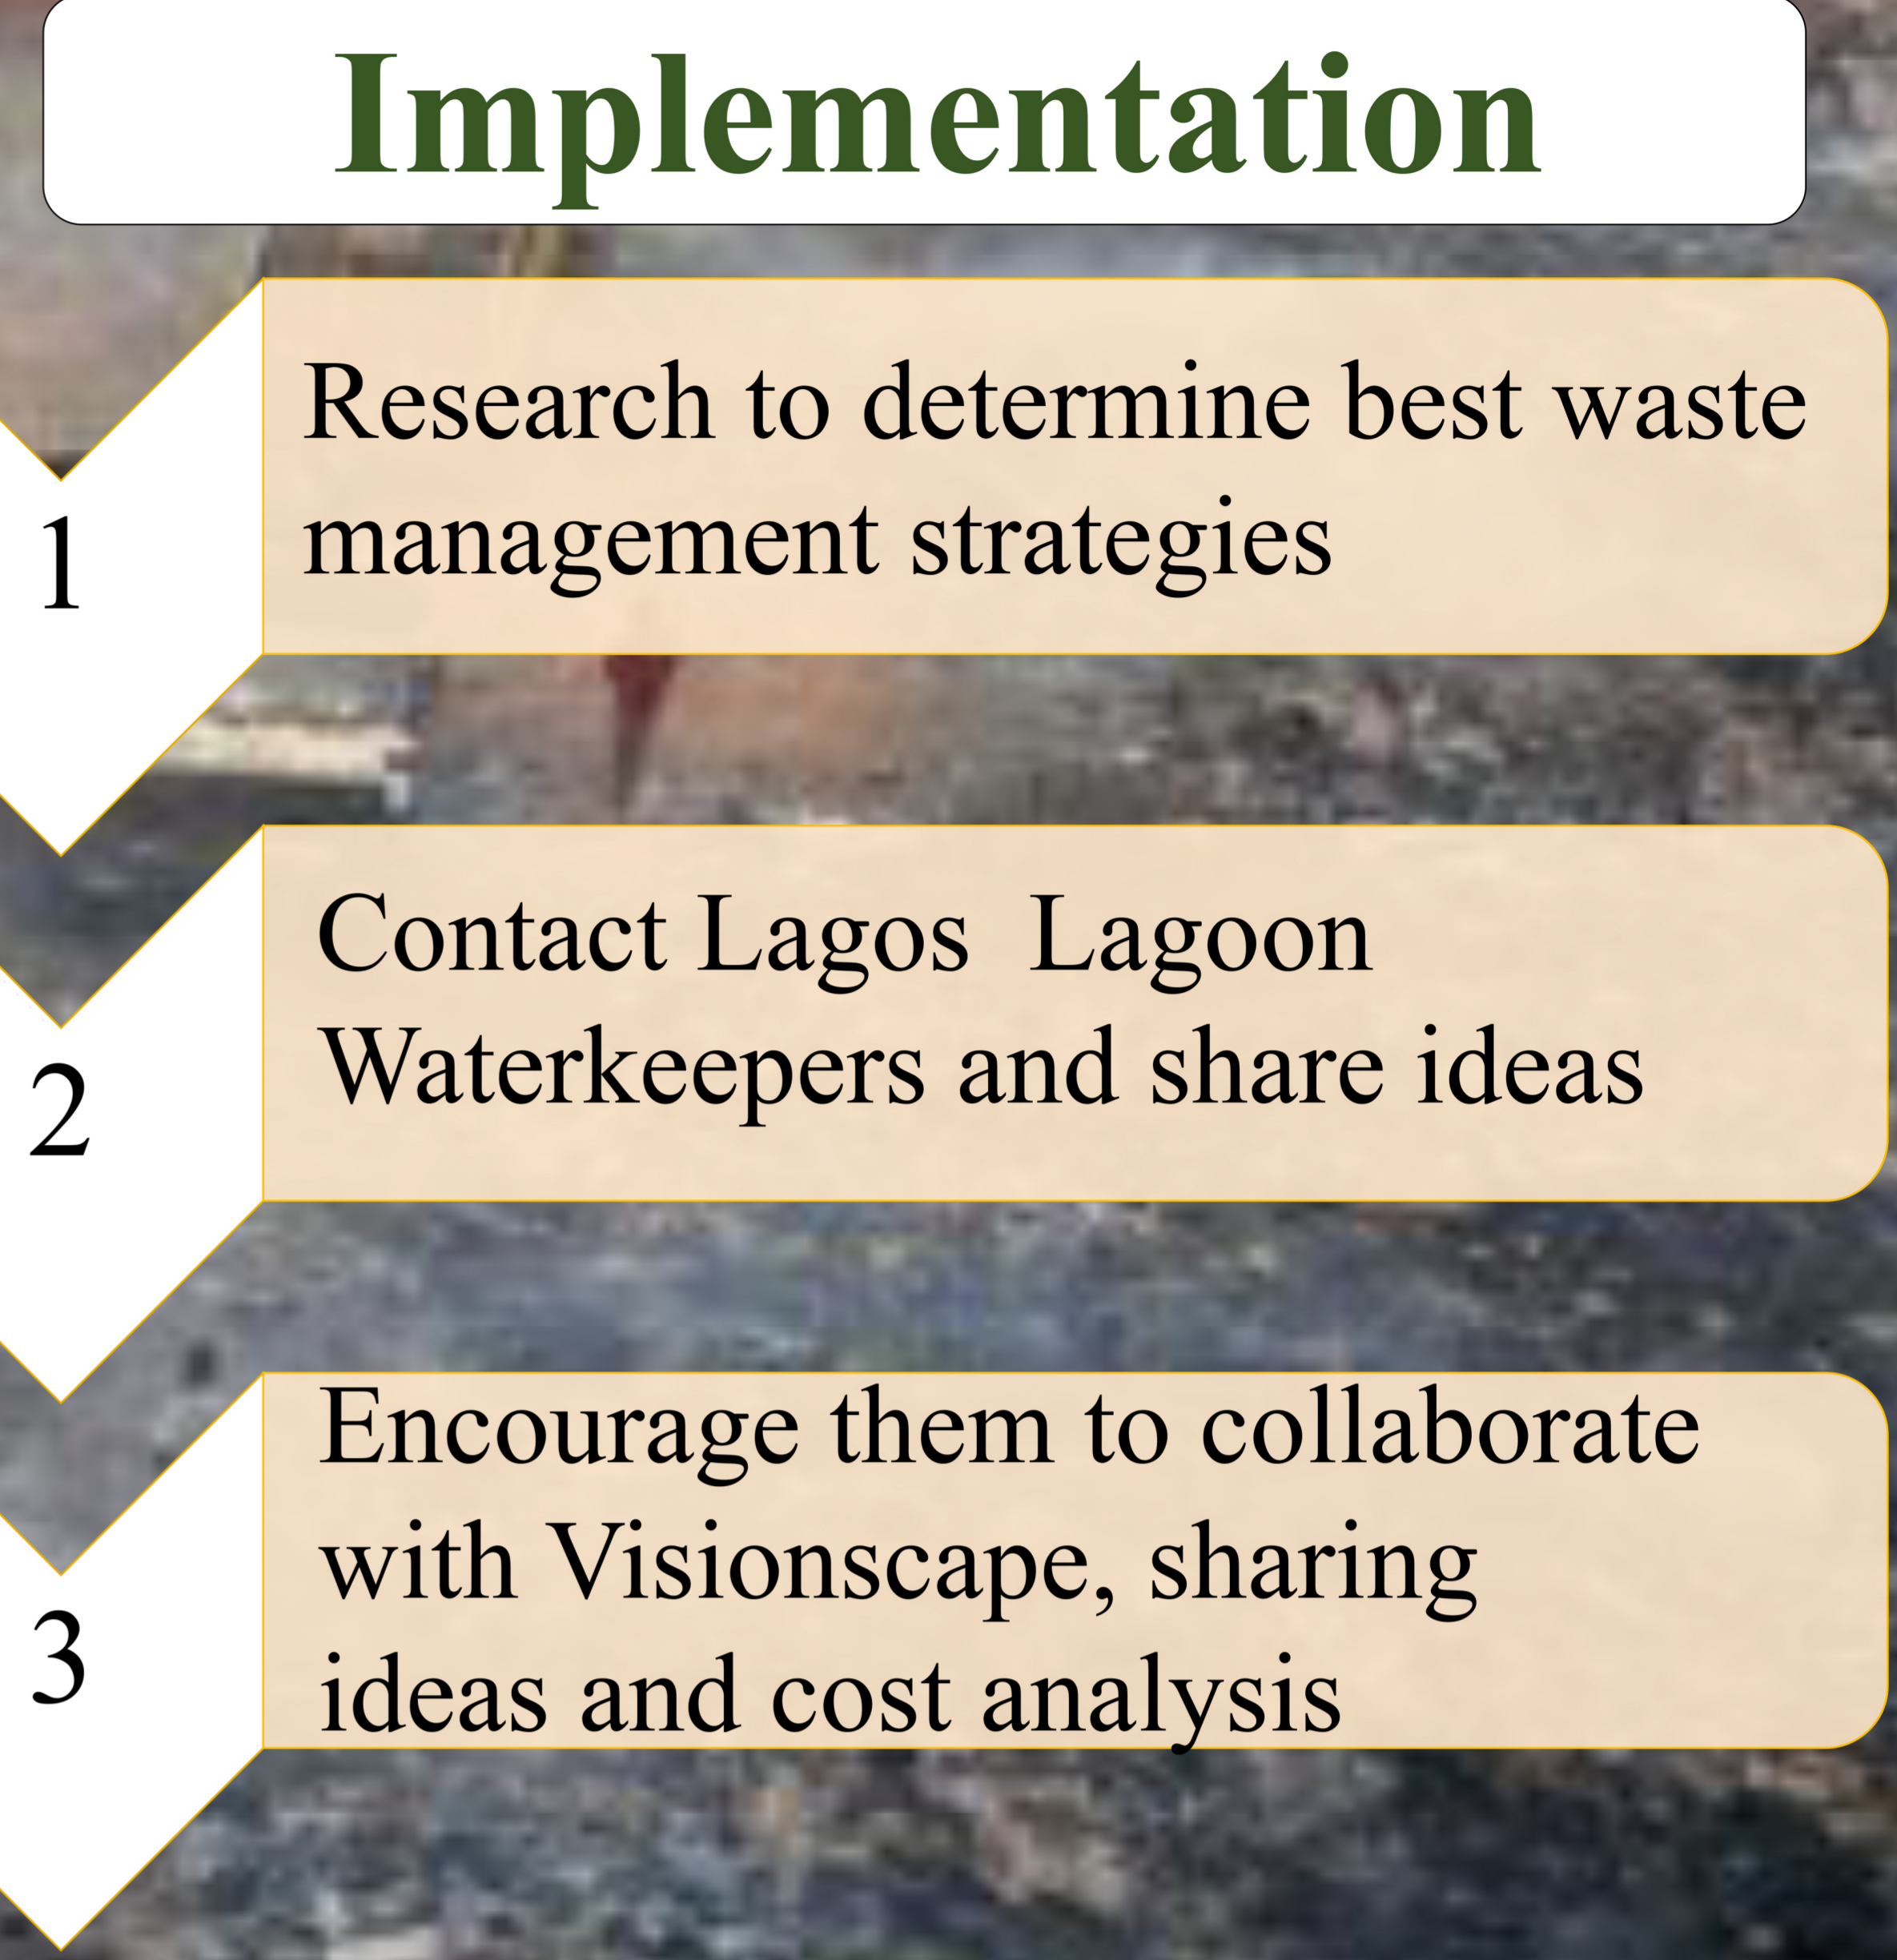 Implementation
1
Research to determine best waste
management strategies
2
Contact Lagos  Lagoon
Waterkeepers and share ideas
3
Encourage them to collaborate
with Visionscape, sharing
ideas and cost analysis